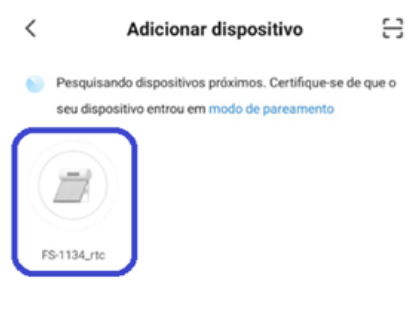 Adicionar dispositivo
Pesquisando dispositivos próximos. Certifique-se de que o
seu dispositivo entrou em modo de pareamento
FS-1134_rtc